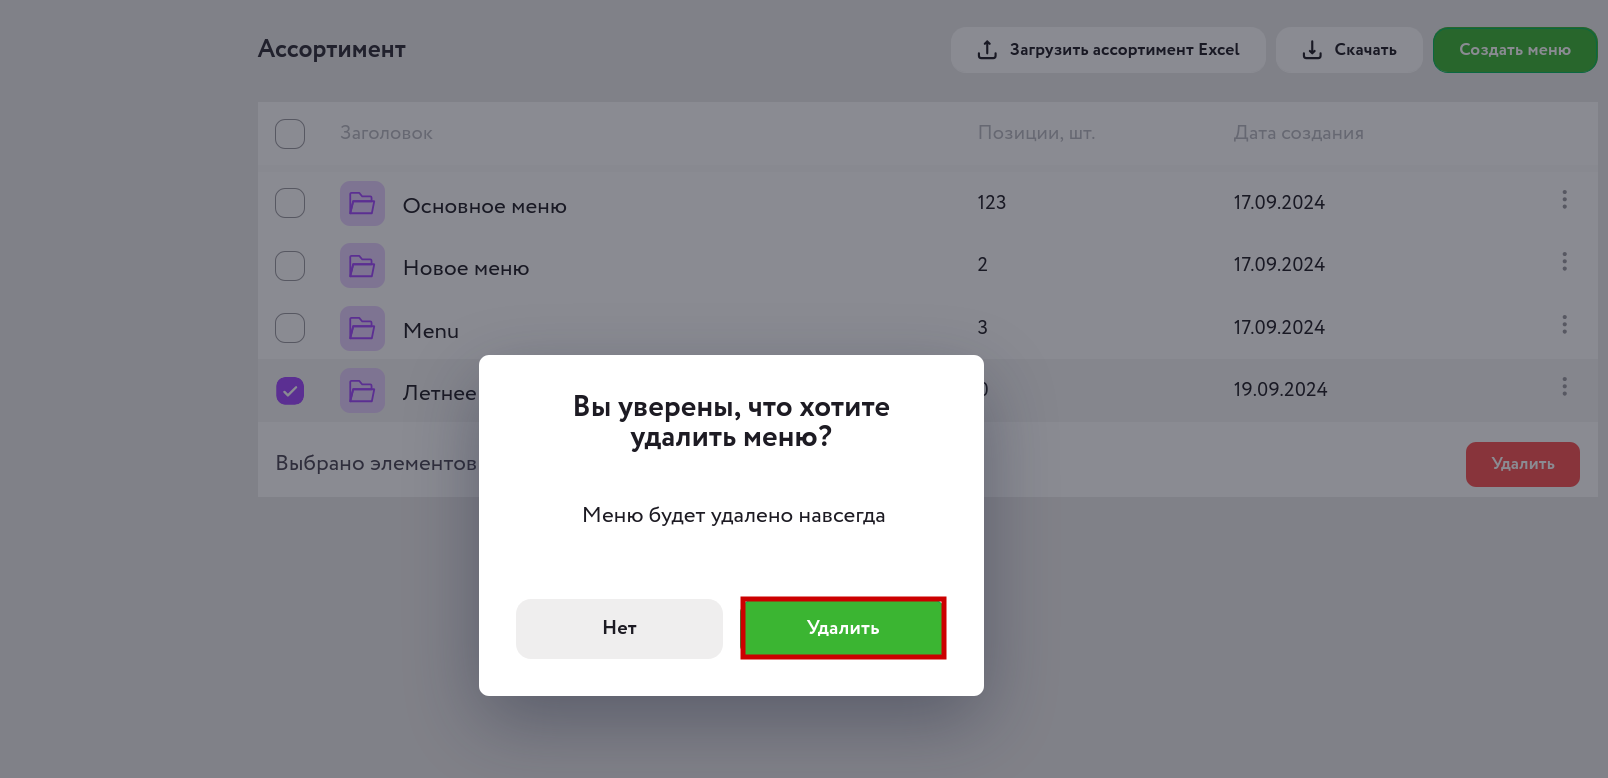 Ассортимент
Загрузить ассортимент Excel
Скачать
Создать меню
Заголовок
Позиции, шт.
Дата создания
Основное меню
123
17.09.2024
Новое меню
2
17.09.2024
Menu
3
17.09.2024
Летнее
19.09.2024
Выбрано элементов
Удалить
Вы уверены, что хотите
удалить меню?
Меню будет удалено навсегда
Нет
Удалить